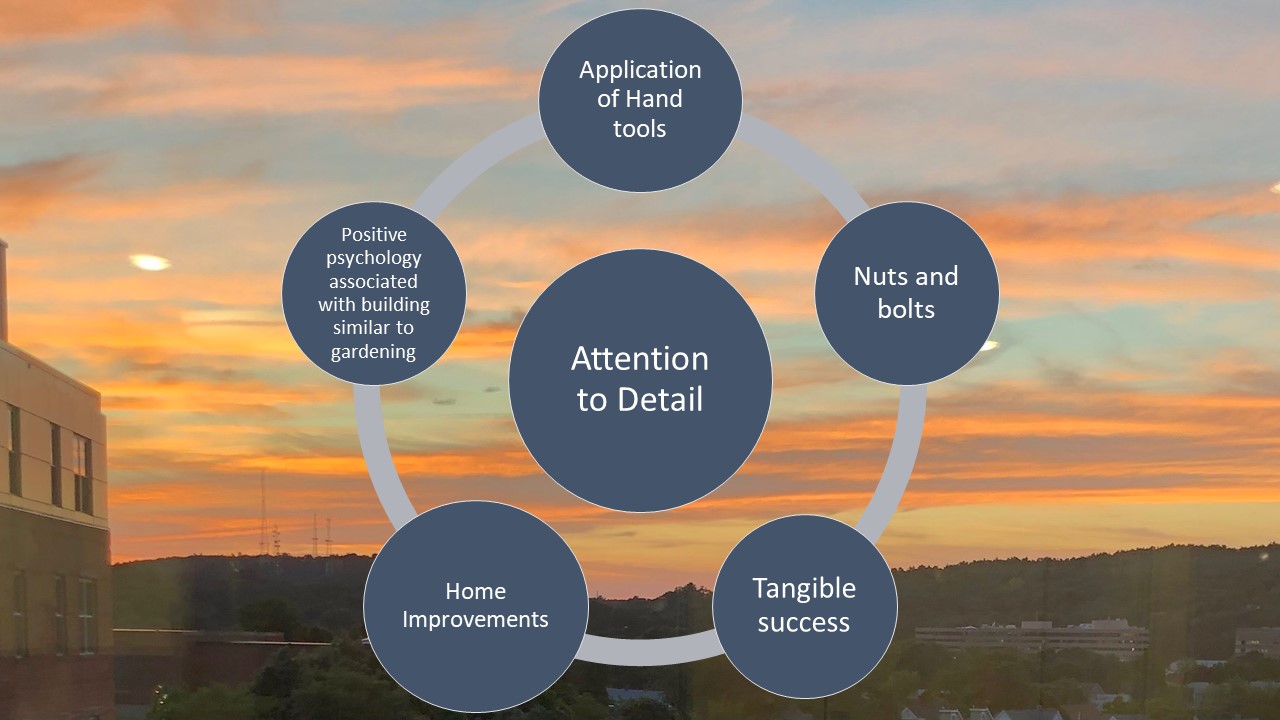 Application
of Hand
tools
Nuts and
bolts
Tangible
success
Home
Improvements
Positive
psychology
associated
with building
similar to
gardening
Attention
to Detail